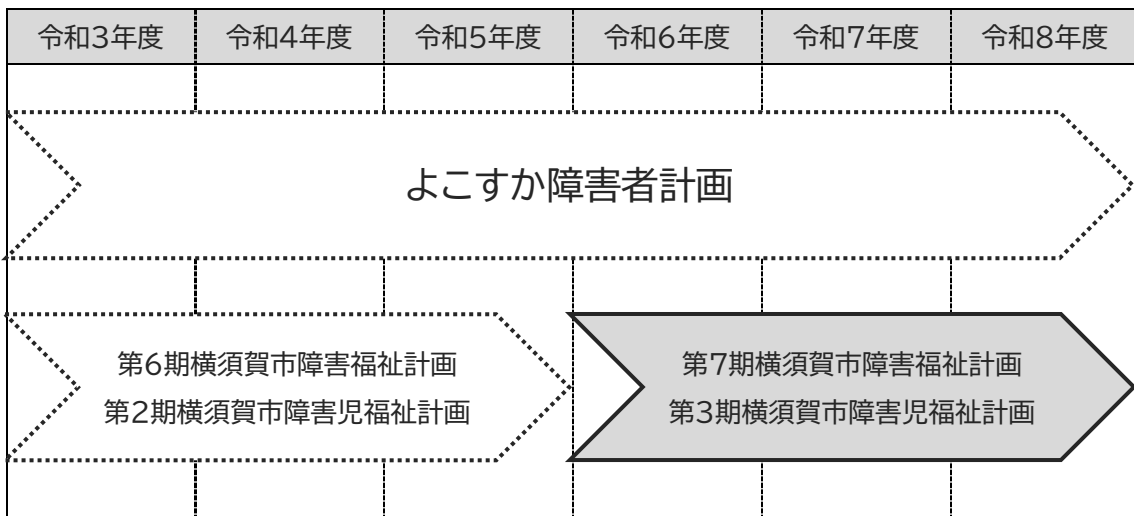 令和3年度 令和4年度 令和5年度 令和6年度 令和7年度 令和8年度
よこすか障害者計画
第6期横須賀市障害福祉計画
第2期横須賀市障害児福祉計画
第7期横須賀市障害福祉計画
第3期横須賀市障害児福祉計画